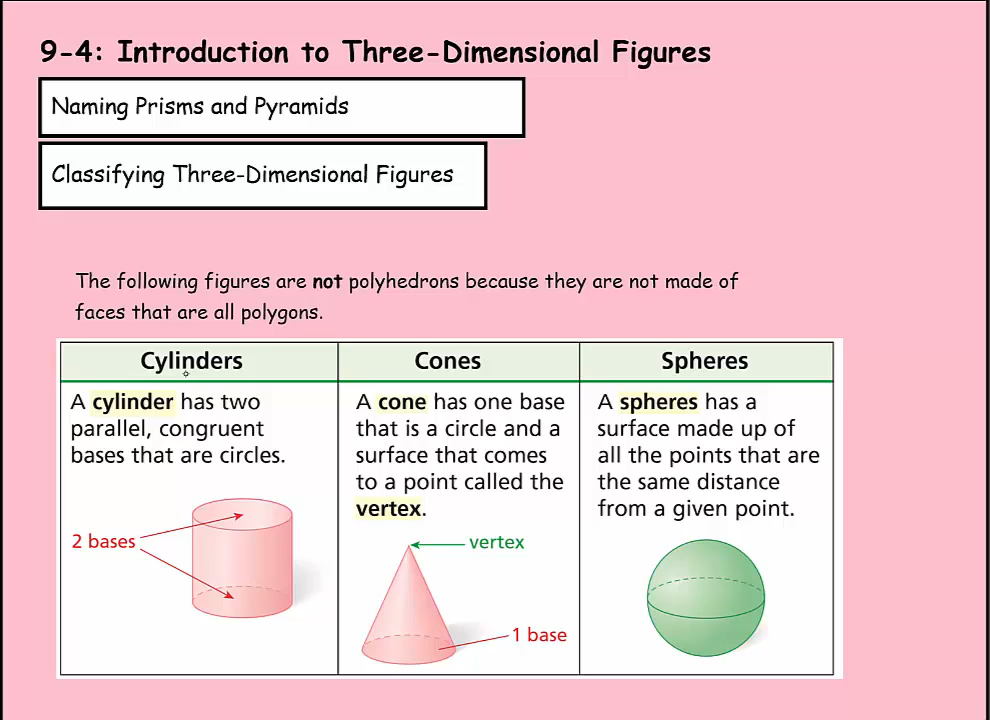 9-4: Introduction to Three-Dimensional Figures
Naming Prisms and Pyramids
Classifying Three-Dimensional Figures
The following figures are not polyhedrons because they are not made of
faces that are all polygons.
Cylinders
A cylinder has two
parallel, congruent
bases that are circles.
2 bases
Cones
A cone has one base
that is a circle and a
surface that comes
to a point called the
vertex.
vertex
1 base
Spheres
A spheres has a
surface made up of
all the points that are
the same distance
from a given point.